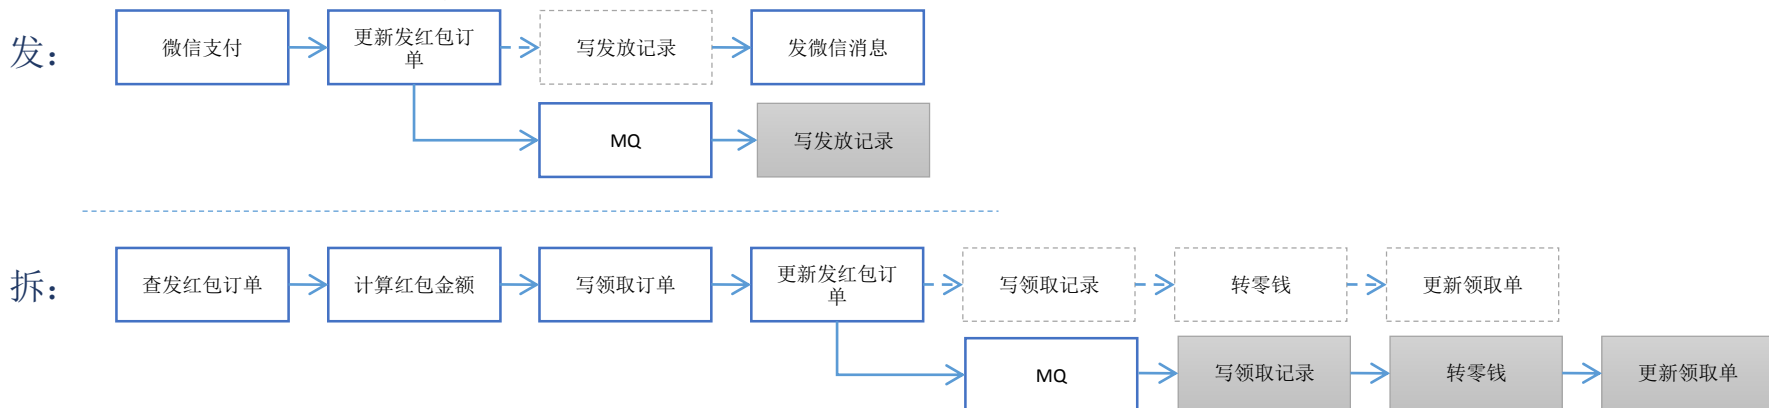 发：
微信支付
更新发红包订
单
写发放记录
发微信消息
MQ
写发放记录
拆：
查发红包订单
计算红包金额
写领取订单
更新发红包订
单
写领取记录
转零钱
更新领取单
MQ
写领取记录
转零钱
更新领取单